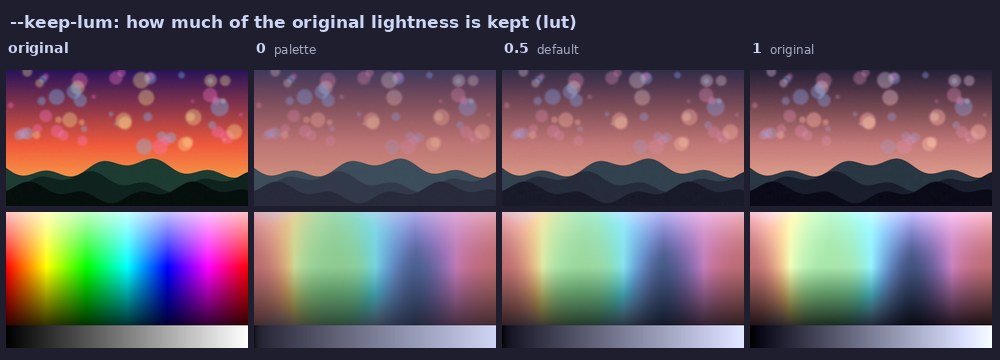 --keep-lum: how much of the original lightness is kept (lut)
original 0 palette 0.5 default 1 original